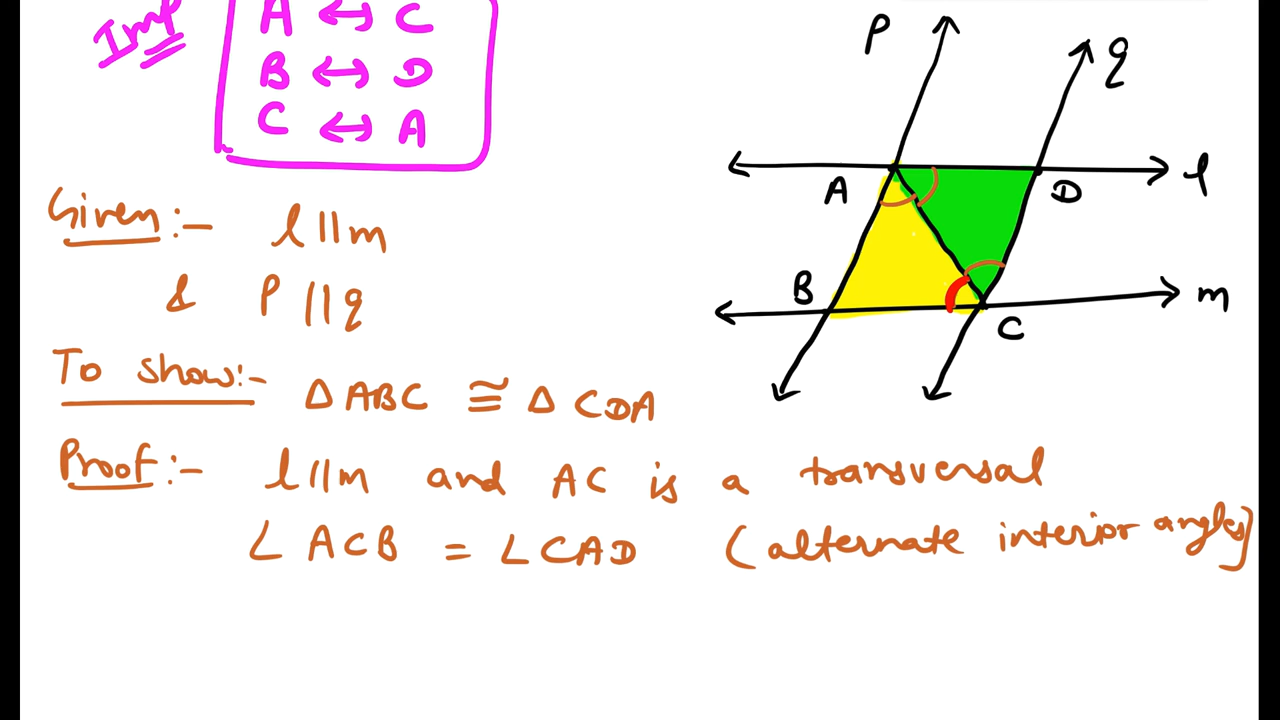 Imp
A ↔ C
B ↔ D
C ↔ A
Given :- l || m
& P || q
To show:- Δ ABC ≅ Δ CDA
Proof :- l || m and AC is a transversal
∠ ACB = ∠ CAD (alternate interior angles)
P
q
A
D
l
B
m
C